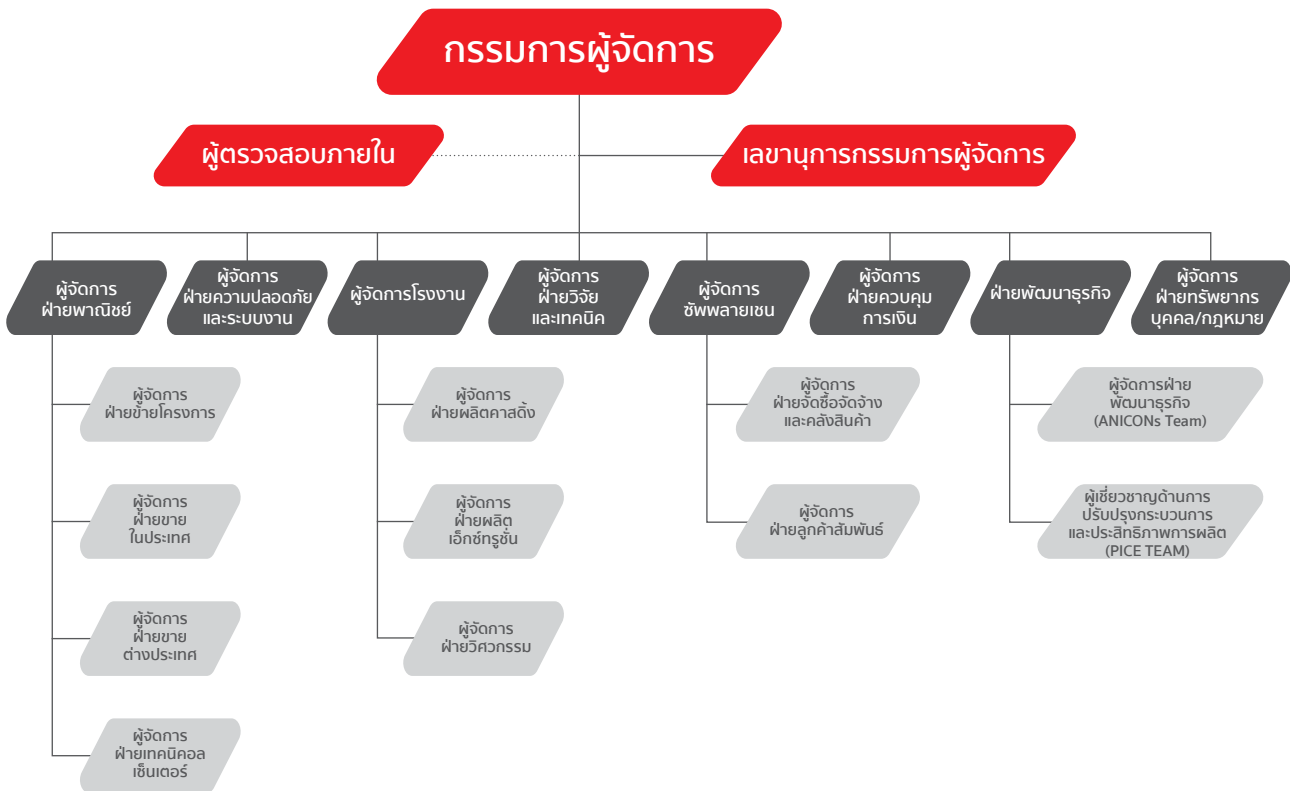 กรรมการผู้จัดการ
ผู้ตรวจสอบภายใน
เลขานุการกรรมการผู้จัดการ
ผู้จัดการ
ฝ่ายพาณิชย์
ผู้จัดการ
ฝ่ายความปลอดภัย
และระบบงาน
ผู้จัดการโรงงาน
ผู้จัดการ
ฝ่ายวิจัย
และเทคนิค
ผู้จัดการ
ซัพพลายเชน
ผู้จัดการ
ฝ่ายควบคุม
การเงิน
ฝ่ายพัฒนาธุรกิจ
ผู้จัดการ
ฝ่ายทรัพยากร
บุคคล/กฎหมาย
ผู้จัดการ
ฝ่ายขายโครงการ
ผู้จัดการ
ฝ่ายขาย
ในประเทศ
ผู้จัดการ
ฝ่ายขาย
ต่างประเทศ
ผู้จัดการ
ฝ่ายเทคนิคอล
เซ็นเตอร์
ผู้จัดการ
ฝ่ายผลิตคาสดิ้ง
ผู้จัดการ
ฝ่ายผลิต
เอ็กซ์ทรูชั่น
ผู้จัดการ
ฝ่ายวิศวกรรม
ผู้จัดการ
ฝ่ายจัดซื้อจัดจ้าง
และคลังสินค้า
ผู้จัดการ
ฝ่ายลูกค้าสัมพันธ์
ผู้จัดการฝ่าย
พัฒนาธุรกิจ
(ANICONs Team)
ผู้เชี่ยวชาญด้านการ
ปรับปรุงกระบวนการ
และประสิทธิภาพการผลิต
(PICE TEAM)